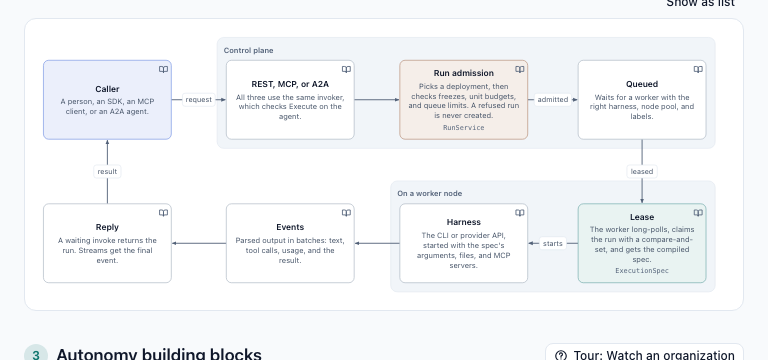 Show as list
Control plane
Caller
A person, an SDK, an MCP
client, or an A2A agent.
request
REST, MCP, or A2A
All three use the same invoker,
which checks Execute on the
agent.
Run admission
Picks a deployment, then
checks freezes, unit budgets,
and queue limits. A refused run
is never created.
RunService
admitted
Queued
Waits for a worker with the
right harness, node pool, and
labels.
result
leased
On a worker node
Reply
A waiting invoke returns the
run. Streams get the final
event.
Events
Parsed output in batches: text,
tool calls, usage, and the
result.
Harness
The CLI or provider API,
started with the spec's
arguments, files, and MCP
servers.
starts
Lease
The worker long-polls, claims
the run with a compare-and-
set, and gets the compiled
spec.
ExecutionSpec
3 Autonomy building blocks
Tour: Watch an organization